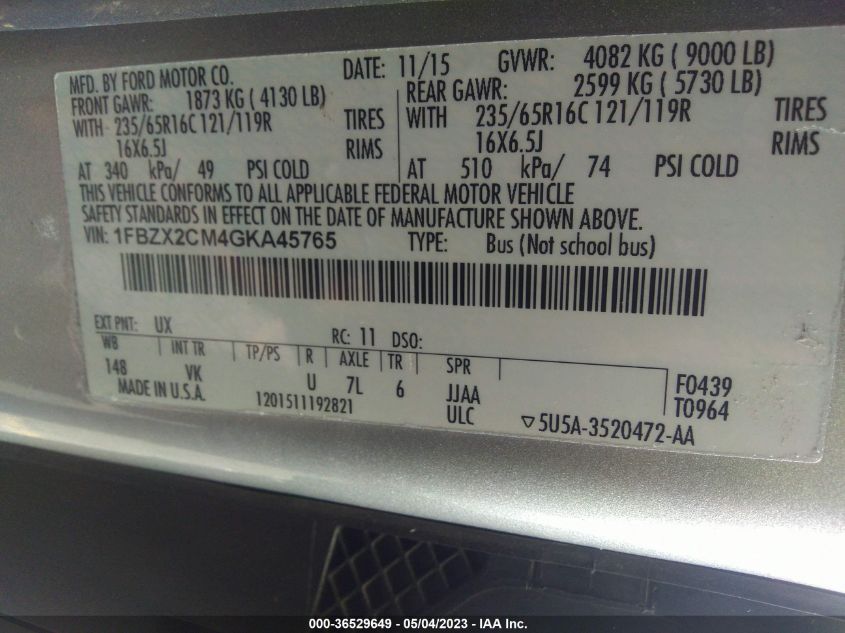 MFD. BY FORD MOTOR CO. DATE: 11/15 GVWR: 4082 KG ( 9000 LB)
FRONT GAWR: 1873 KG ( 4130 LB) REAR GAWR: 2599 KG ( 5730 LB)
WITH 235/65R16C 121/119R TIRES WITH 235/65R16C 121/119R TIRES
16X6.5J RIMS 16X6.5J RIMS
AT 340 kPa/ 49 PSI COLD AT 510 kPa/ 74 PSI COLD
THIS VEHICLE CONFORMS TO ALL APPLICABLE FEDERAL MOTOR VEHICLE
SAFETY STANDARDS IN EFFECT ON THE DATE OF MANUFACTURE SHOWN ABOVE.
VIN: 1FBZX2CM4GKA45765 TYPE: Bus (Not school bus)
EXT PNT: UX RC: 11 DSO:
WB INT TR TP/PS R AXLE TR SPR
148 VK U 7L 6 JJAA F0439
MADE IN U.S.A. 1201511192821 ULC T0964
▽5U5A-3520472-AA
000-36529649 - 05/04/2023 - IAA Inc.